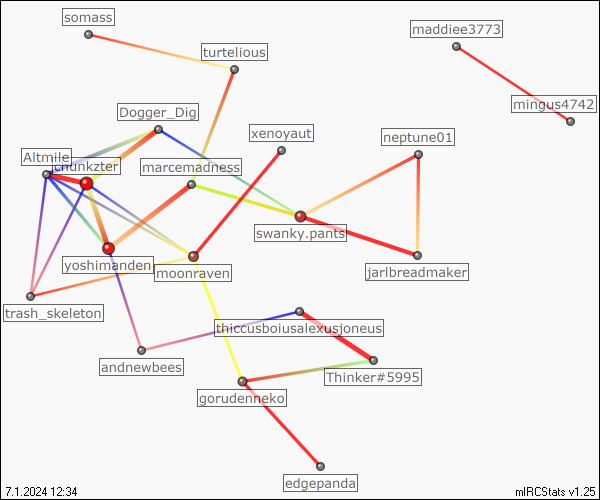 somass
maddiee3773
turtelious
mingus4742
Dogger_Dig
xenoyaut
neptune01
Altmile
chunkzter
marcemadness
swanky.pants
yoshimanden
moonraven
jarlbreadmaker
trash_skeleton
thiccusboiusalexusjoneus
andnewbees
Thinker#5995
gorudenneko
edgepanda
7.1.2024 12:34
mIRCStats v1.25